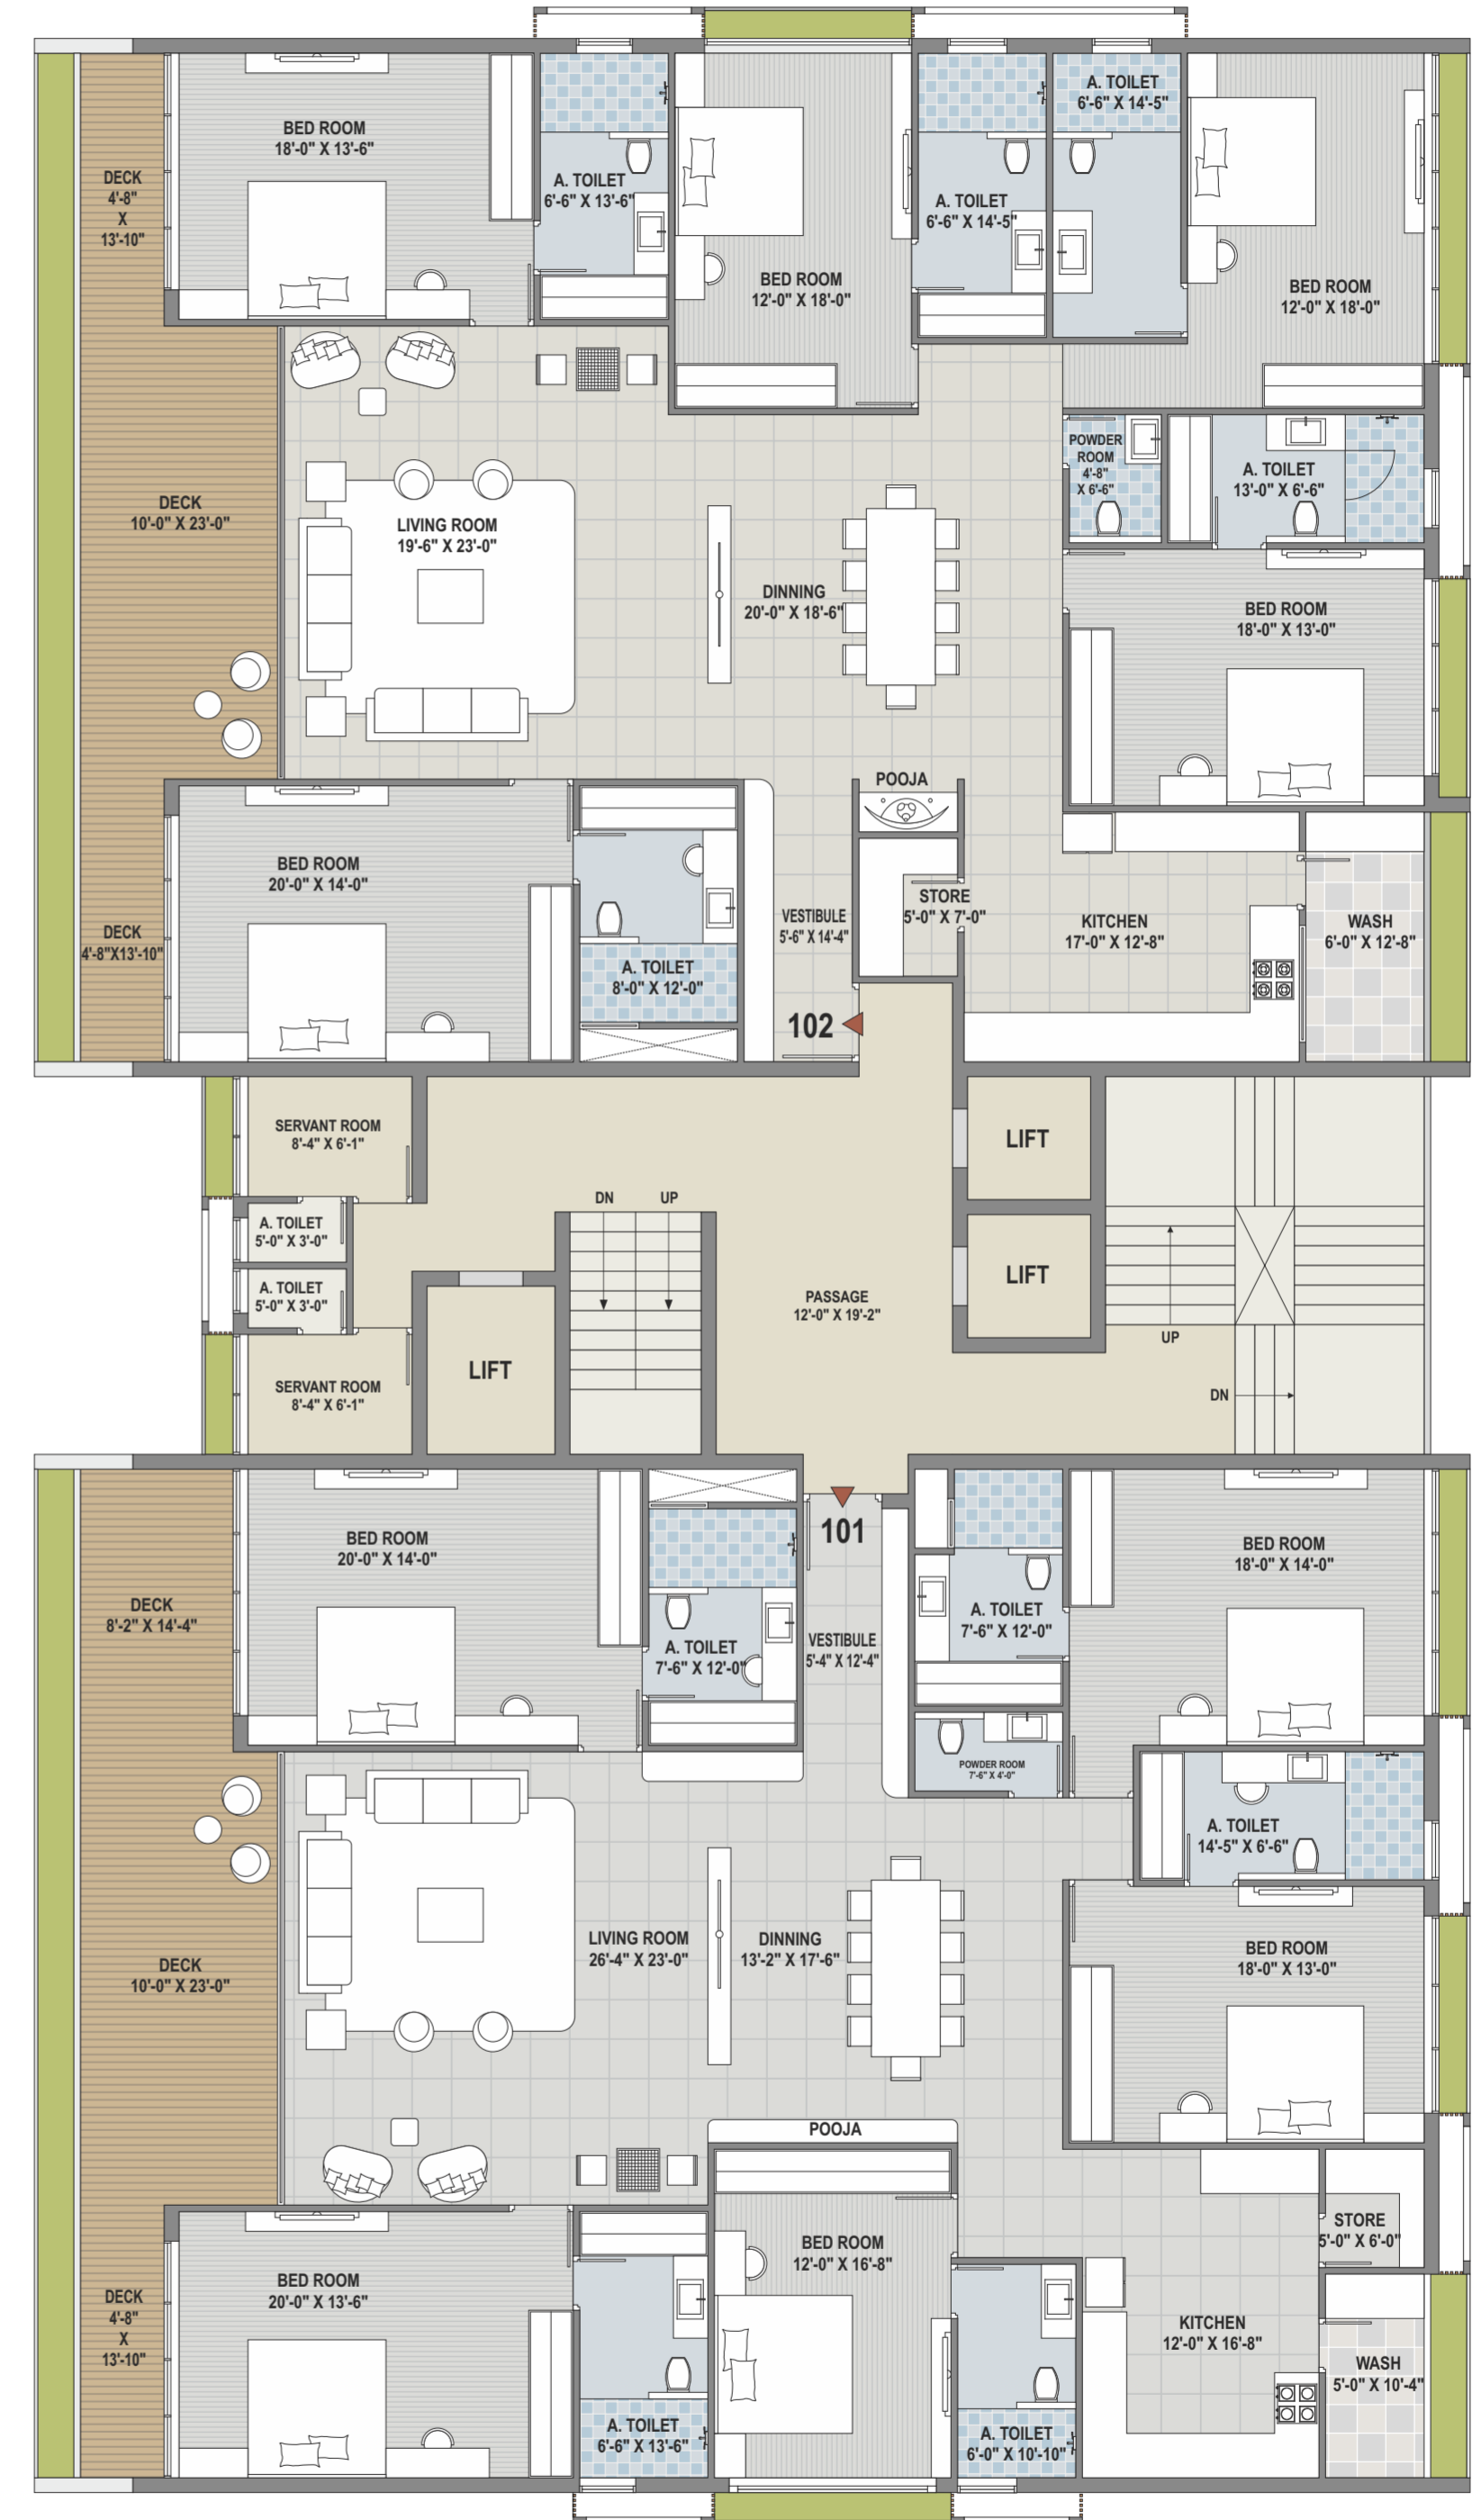 A. TOILET
6'-6" X 14'-5"
BED ROOM
18'-0" X 13'-6"
DECK
4'-8"
X
13'-10"
A. TOILET
6'-6" X 13'-6"
A. TOILET
6'-6" X 14'-5"
BED ROOM
12'-0" X 18'-0"
BED ROOM
12'-0" X 18'-0"
POWDER
ROOM
4'-8"
X 6'-6"
A. TOILET
13'-0" X 6'-6"
DECK
10'-0" X 23'-0"
LIVING ROOM
19'-6" X 23'-0"
DINNING
20'-0" X 18'-6"
BED ROOM
18'-0" X 13'-0"
POOJA
BED ROOM
20'-0" X 14'-0"
STORE
5'-0" X 7'-0"
VESTIBULE
5'-6" X 14'-4"
KITCHEN
17'-0" X 12'-8"
WASH
6'-0" X 12'-8"
DECK
4'-8"X13'-10"
A. TOILET
8'-0" X 12'-0"
102
SERVANT ROOM
8'-4" X 6'-1"
LIFT
DN
UP
A. TOILET
5'-0" X 3'-0"
A. TOILET
5'-0" X 3'-0"
LIFT
PASSAGE
12'-0" X 19'-2"
UP
LIFT
SERVANT ROOM
8'-4" X 6'-1"
DN
101
BED ROOM
20'-0" X 14'-0"
BED ROOM
18'-0" X 14'-0"
DECK
8'-2" X 14'-4"
A. TOILET
7'-6" X 12'-0"
VESTIBULE
5'-4" X 12'-4"
A. TOILET
7'-6" X 12'-0"
POWDER ROOM
7'-6" X 4'-0"
A. TOILET
14'-5" X 6'-6"
DECK
10'-0" X 23'-0"
LIVING ROOM
26'-4" X 23'-0"
DINNING
13'-2" X 17'-6"
BED ROOM
18'-0" X 13'-0"
POOJA
STORE
5'-0" X 6'-0"
BED ROOM
12'-0" X 16'-8"
BED ROOM
20'-0" X 13'-6"
DECK
4'-8"
X
13'-10"
KITCHEN
12'-0" X 16'-8"
WASH
5'-0" X 10'-4"
A. TOILET
6'-6" X 13'-6"
A. TOILET
6'-0" X 10'-10"